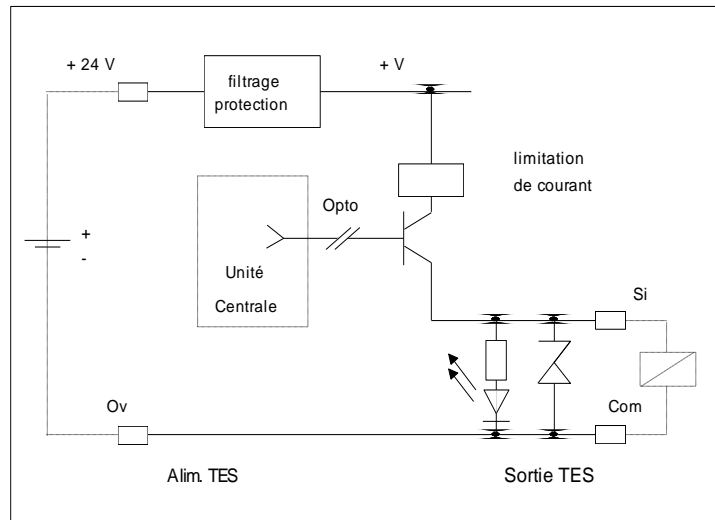 + 24 V
filtrage
protection
+ V
limitation
de courant
Opto
+
-
Unité
Centrale
Si
Ov
Com
Alim. TES
Sortie TES